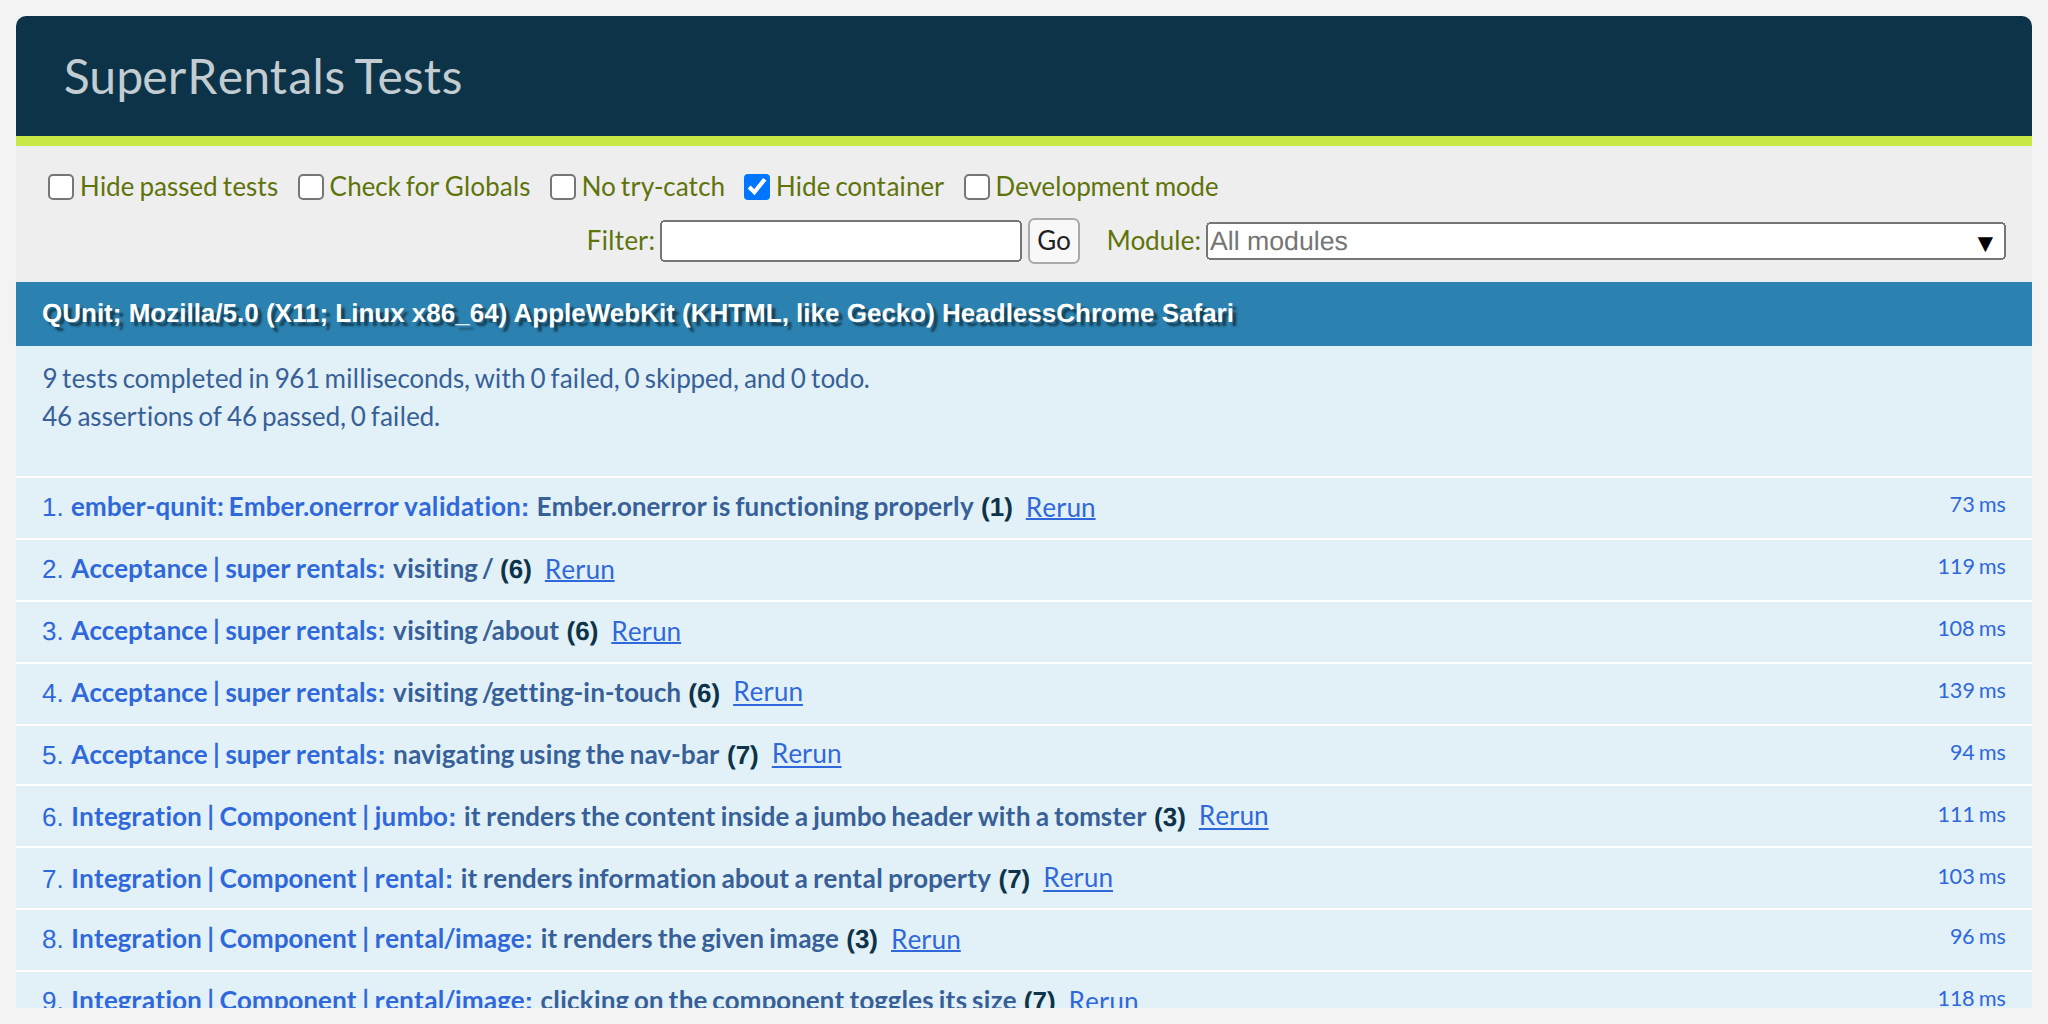 SuperRentals Tests
Hide passed tests Check for Globals No try-catch Hide container Development mode
Filter: Go Module: All modules ▼
QUnit; Mozilla/5.0 (X11; Linux x86_64) AppleWebKit (KHTML, like Gecko) HeadlessChrome Safari
9 tests completed in 961 milliseconds, with 0 failed, 0 skipped, and 0 todo.
46 assertions of 46 passed, 0 failed.
1. ember-qunit: Ember.onerror validation: Ember.onerror is functioning properly (1) Rerun 73 ms
2. Acceptance | super rentals: visiting / (6) Rerun 119 ms
3. Acceptance | super rentals: visiting /about (6) Rerun 108 ms
4. Acceptance | super rentals: visiting /getting-in-touch (6) Rerun 139 ms
5. Acceptance | super rentals: navigating using the nav-bar (7) Rerun 94 ms
6. Integration | Component | jumbo: it renders the content inside a jumbo header with a tomster (3) Rerun 111 ms
7. Integration | Component | rental: it renders information about a rental property (7) Rerun 103 ms
8. Integration | Component | rental/image: it renders the given image (3) Rerun 96 ms
9. Integration | Component | rental/image: clicking on the component toggles its size (7) Rerun 118 ms